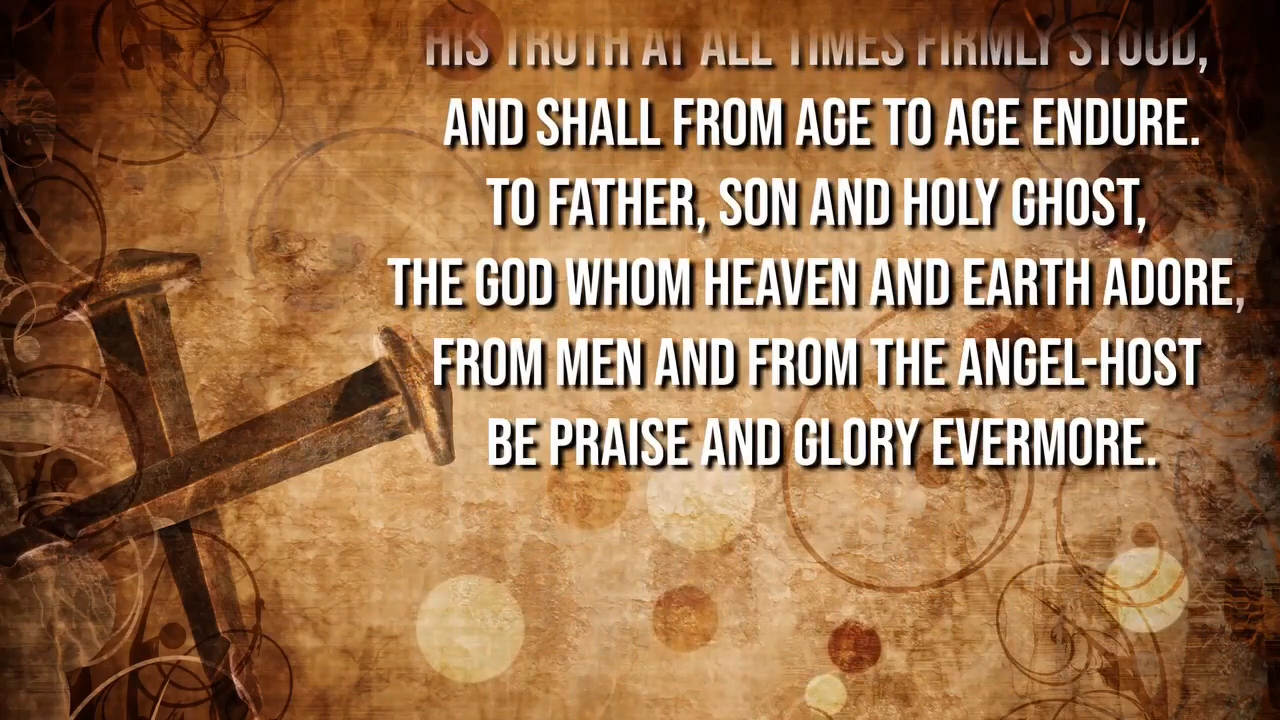 HIS TRUTH AT ALL TIMES FIRMLY STOOD,
AND SHALL FROM AGE TO AGE ENDURE.
TO FATHER, SON AND HOLY GHOST,
THE GOD WHOM HEAVEN AND EARTH ADORE,
FROM MEN AND FROM THE ANGEL-HOST
BE PRAISE AND GLORY EVERMORE.